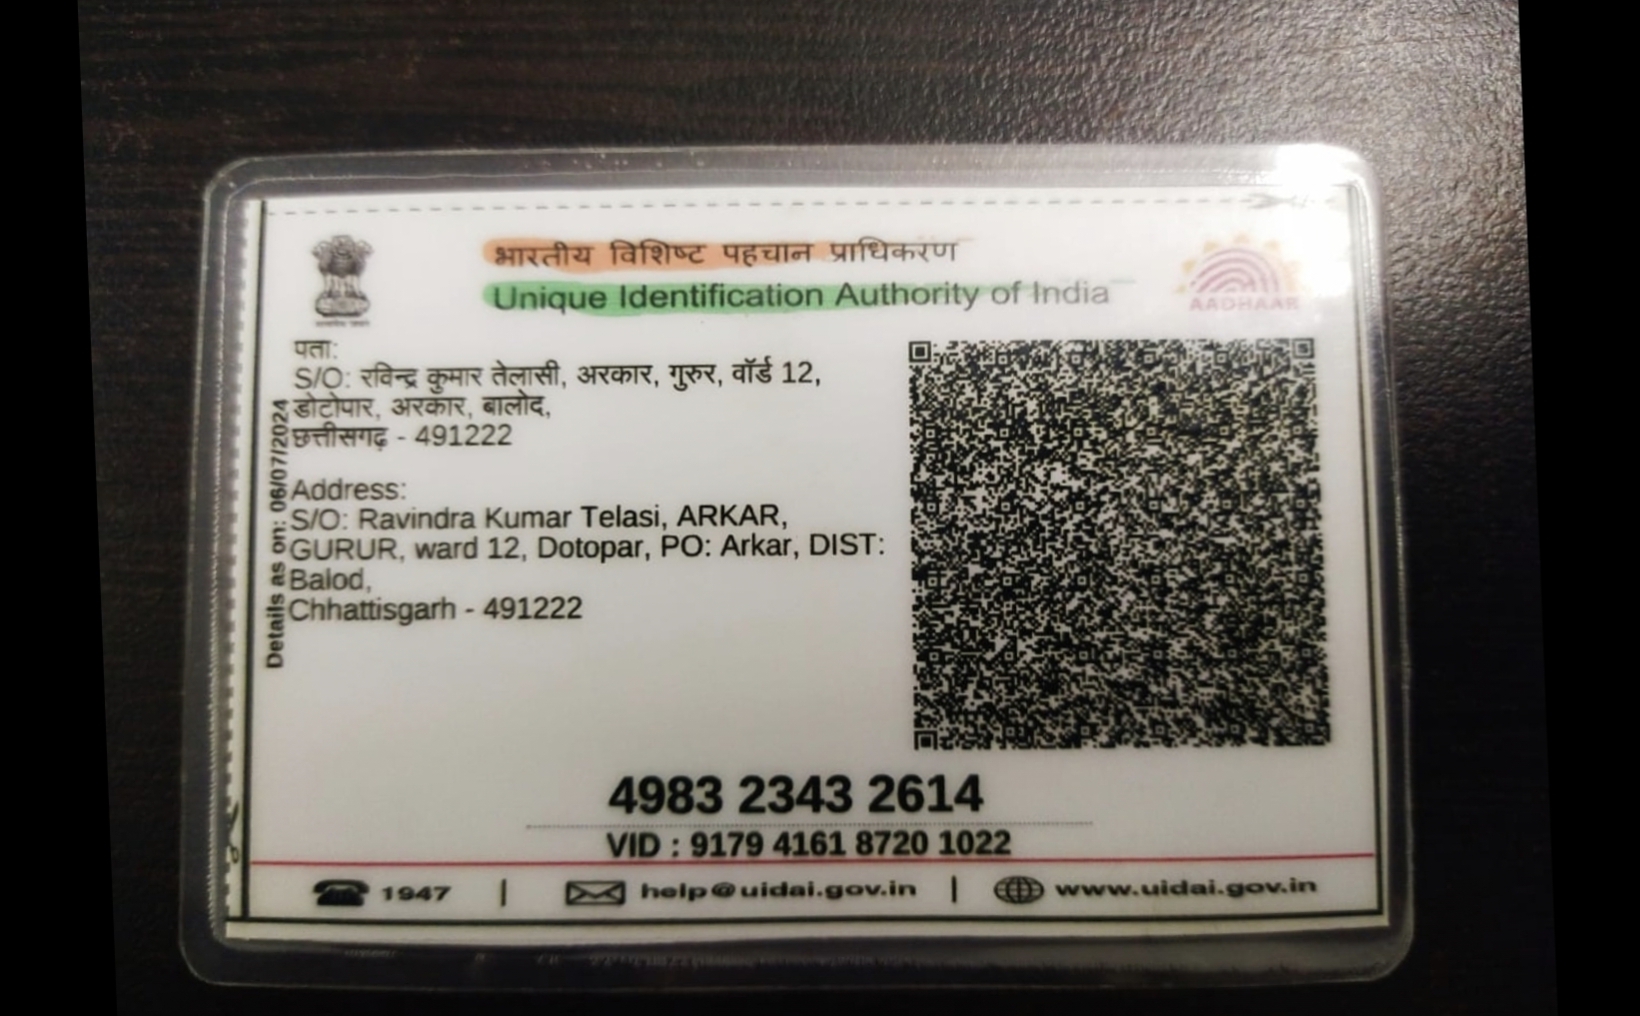 भारतीय विशिष्ट पहचान प्राधिकरण
Unique Identification Authority of India
AADHAAR
पता:
S/O: रविन्द्र कुमार तेलासी, अरकार, गुरुर, वॉर्ड 12,
डोटोपार, अरकार, बालोद,
छत्तीसगढ़ - 491222
Details as on: 06/07/2024
Address:
S/O: Ravindra Kumar Telasi, ARKAR,
GURUR, ward 12, Dotopar, PO: Arkar, DIST:
Balod,
Chhattisgarh - 491222
4983 2343 2614
VID : 9179 4161 8720 1022
1947 | help@uidai.gov.in | www.uidai.gov.in